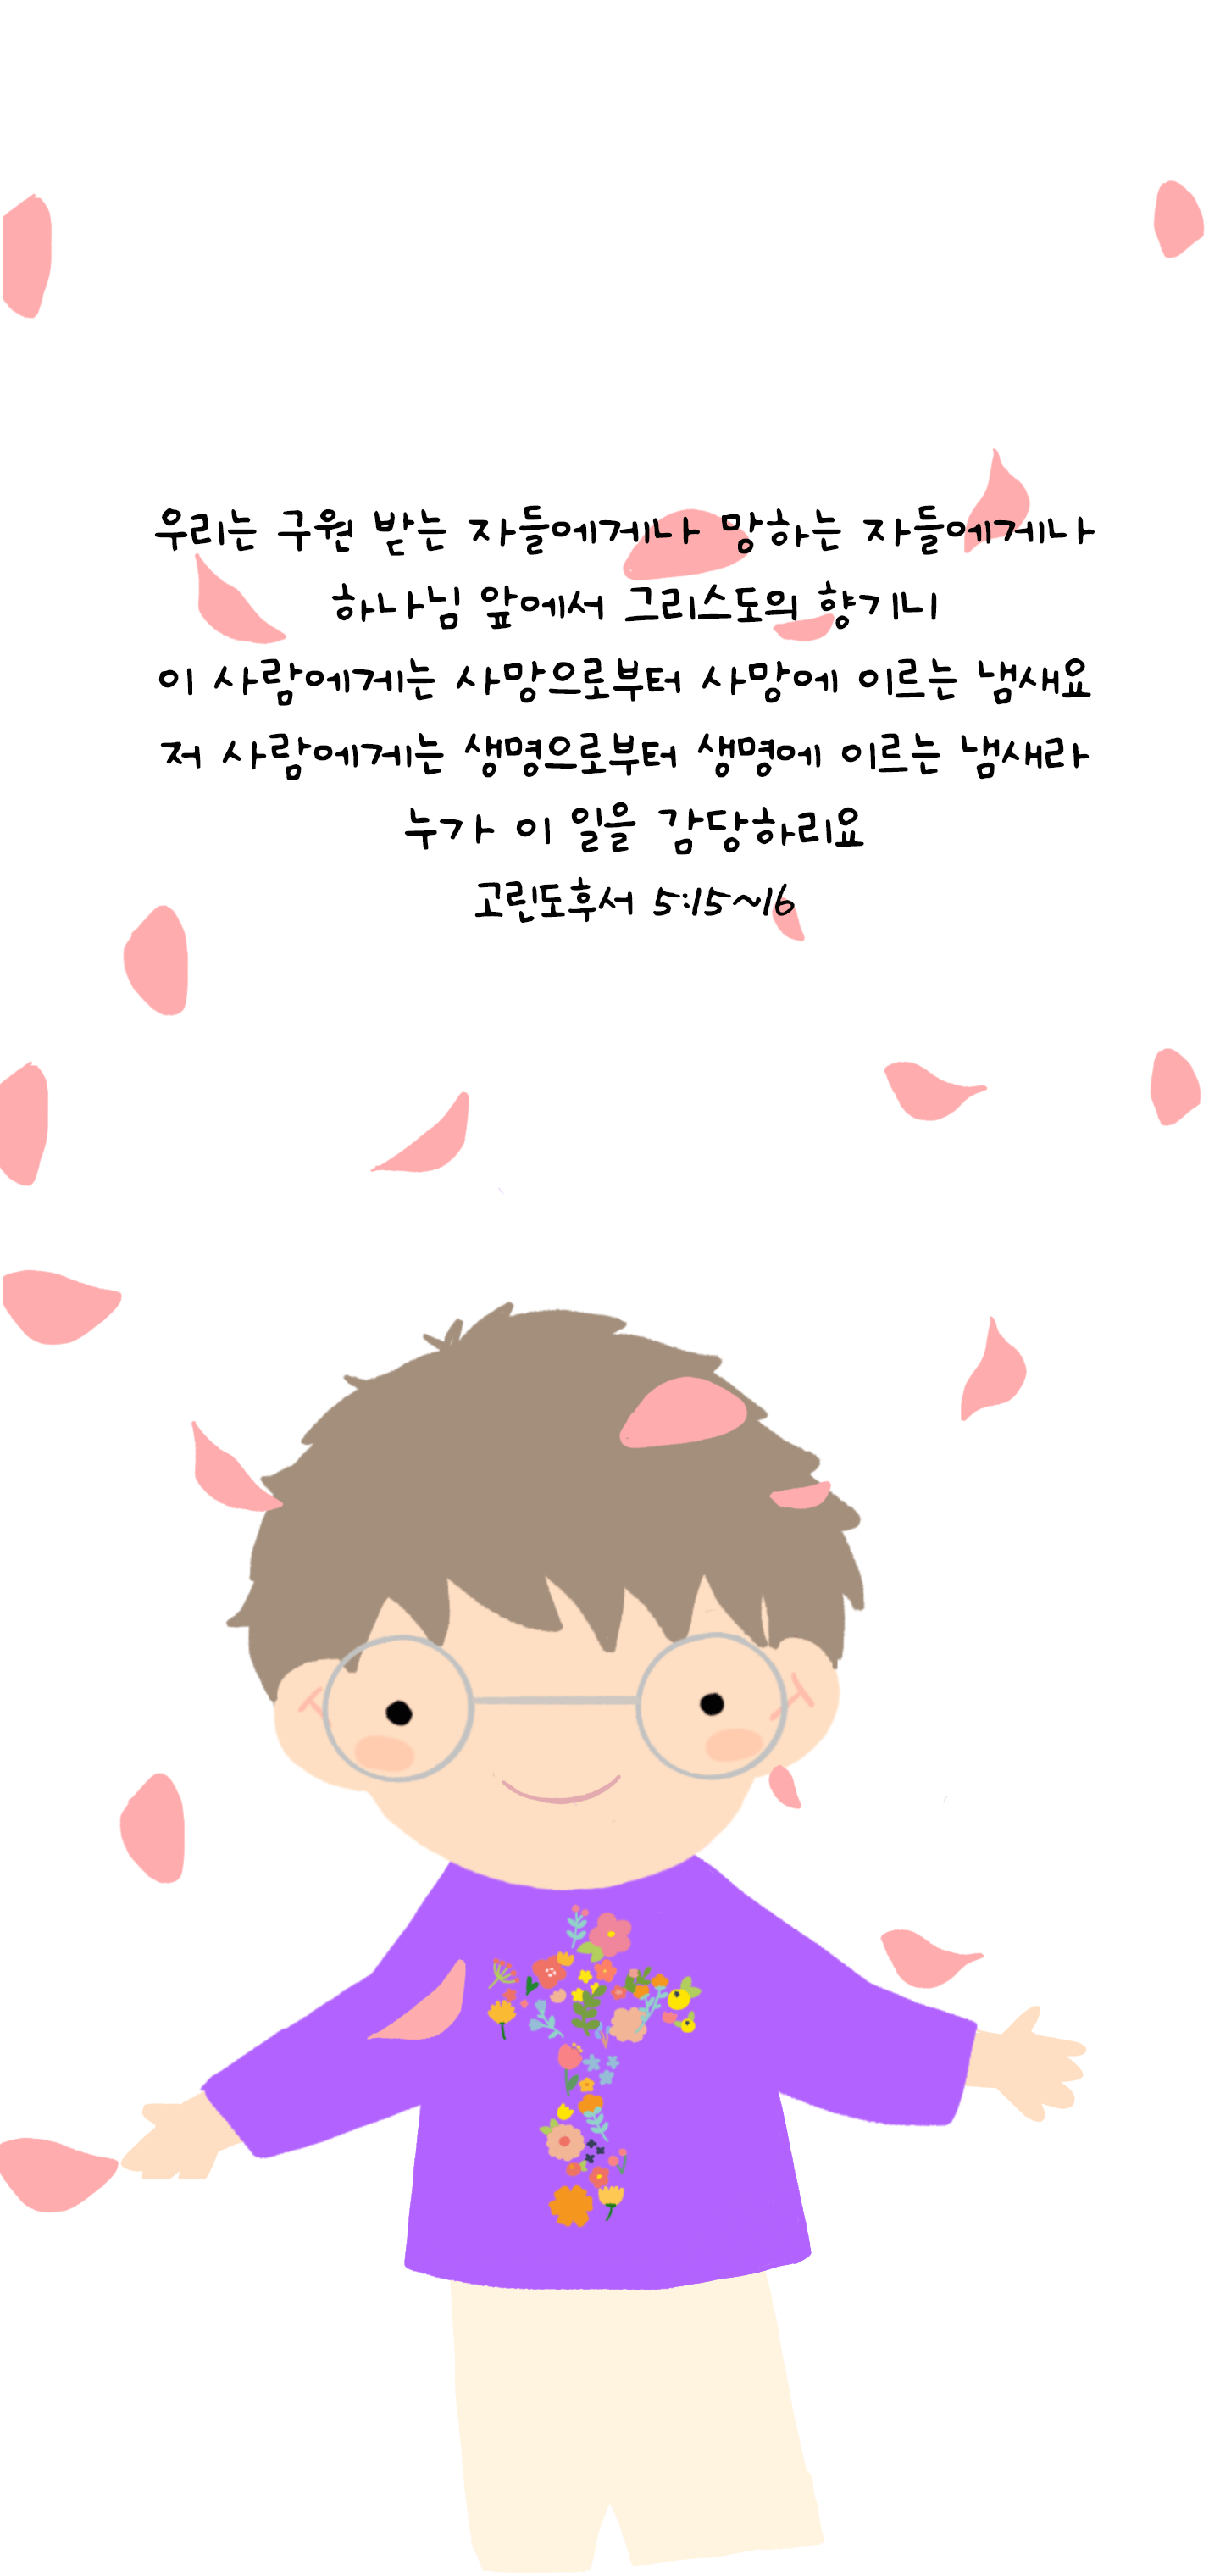 우리는 구원 받는 자들에게나 망하는 자들에게나
하나님 앞에서 그리스도의 향기니
이 사람에게는 사망으로부터 사망에 이르는 냄새요
저 사람에게는 생명으로부터 생명에 이르는 냄새라
누가 이 일을 감당하리요
고린도후서 5:15~16